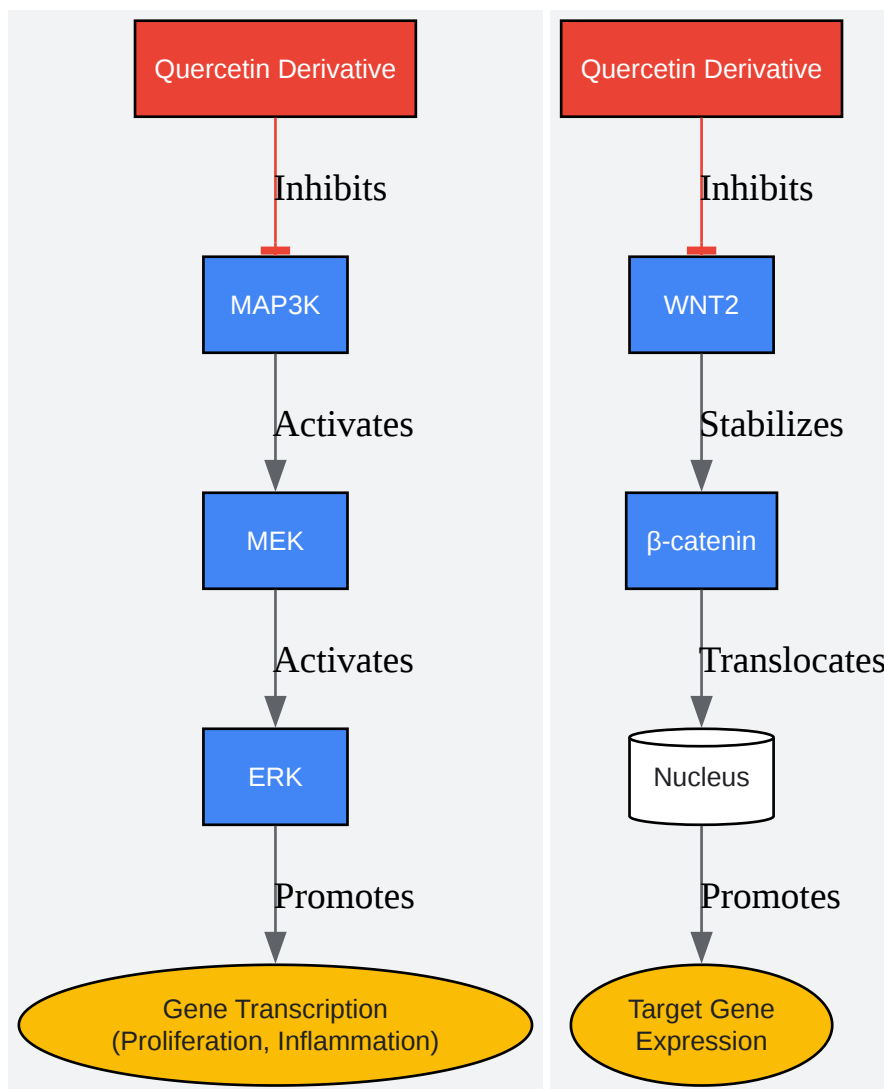 Quercetin Derivative
Inhibits
MAP3K
Activates
MEK
Activates
ERK
Promotes
Gene Transcription
(Proliferation, Inflammation)
Quercetin Derivative
Inhibits
WNT2
Stabilizes
β-catenin
Translocates
Nucleus
Promotes
Target Gene
Expression